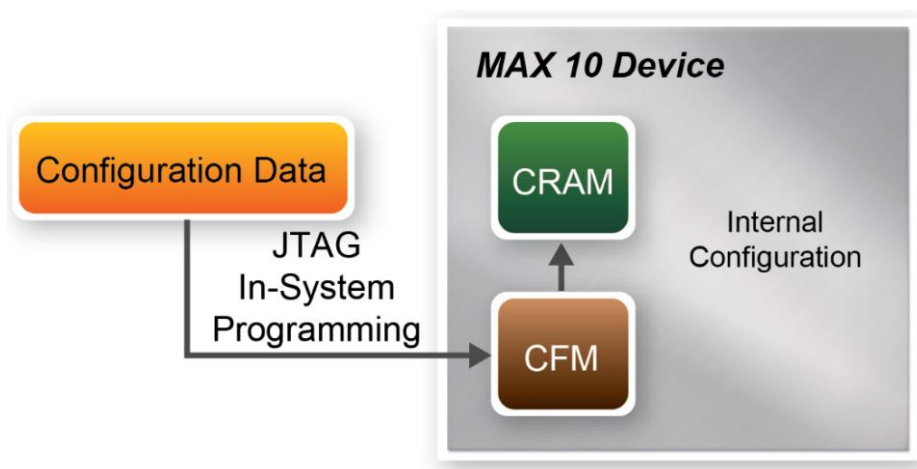 MAX 10 Device
Configuration Data
CRAM
JTAG
In-System
Programming
Internal
Configuration
CFM